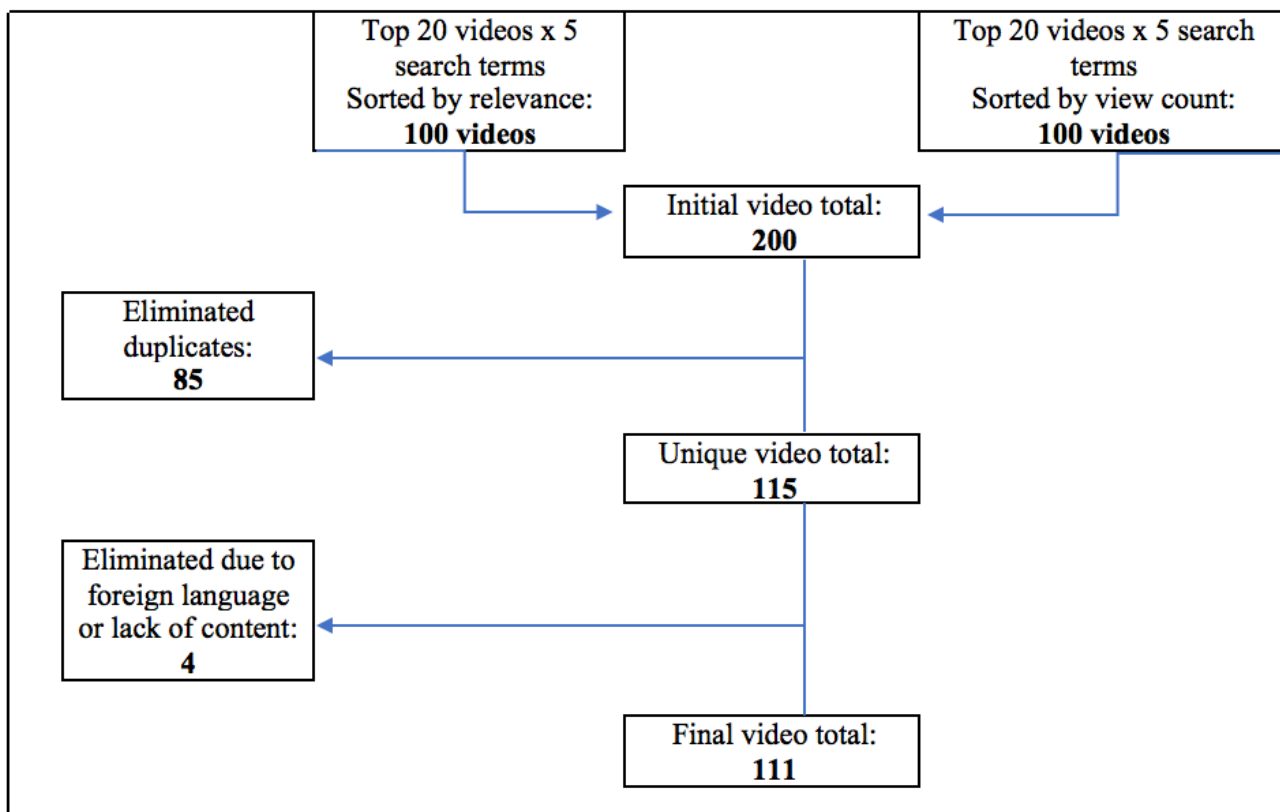 Top 20 videos x 5
search terms
Sorted by relevance:
100 videos
Top 20 videos x 5 search
terms
Sorted by view count:
100 videos
Initial video total:
200
Eliminated
duplicates:
85
Unique video total:
115
Eliminated due to
foreign language
or lack of content:
4
Final video total:
111